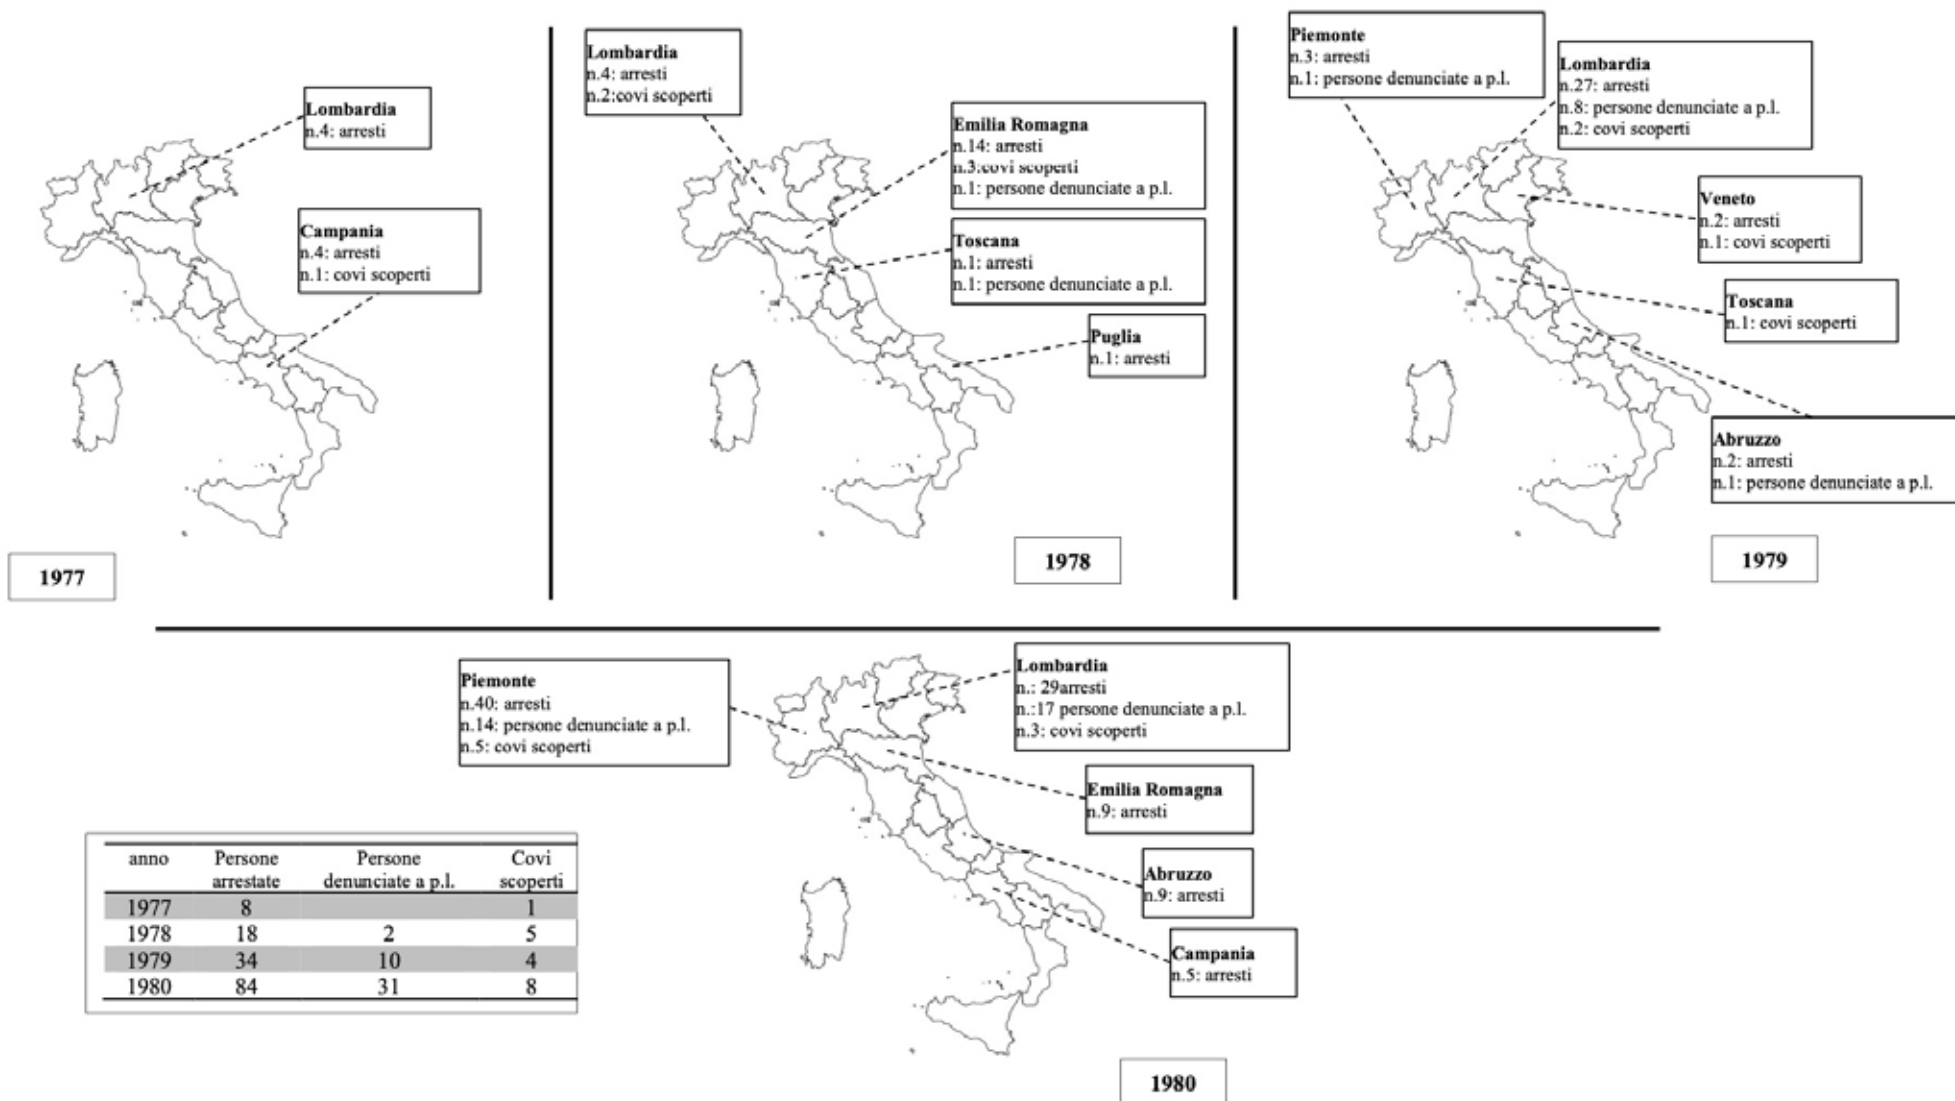 Lombardia
n.4: arresti
Campania
n.4: arresti
n.1: covi scoperti
1977
Lombardia
n.4: arresti
n.2:covi scoperti
Emilia Romagna
n.14: arresti
n.3:covi scoperti
n.1: persone denunciate a p.l.
Toscana
n.1: arresti
n.1: persone denunciate a p.l.
Puglia
n.1: arresti
1978
Piemonte
n.3: arresti
n.1: persone denunciate a p.l.
Lombardia
n.27: arresti
n.8: persone denunciate a p.l.
n.2: covi scoperti
Veneto
n.2: arresti
n.1: covi scoperti
Toscana
n.1: covi scoperti
Abruzzo
n.2: arresti
n.1: persone denunciate a p.l.
1979
Piemonte
n.40: arresti
n.14: persone denunciate a p.l.
n.5: covi scoperti
Lombardia
n.: 29arresti
n.:17 persone denunciate a p.l.
n.3: covi scoperti
Emilia Romagna
n.9: arresti
Abruzzo
n.9: arresti
Campania
n.5: arresti
1980
anno Persone Persone Covi
arrestate denunciate a p.l. scoperti
1977 8 1
1978 18 2 5
1979 34 10 4
1980 84 31 8